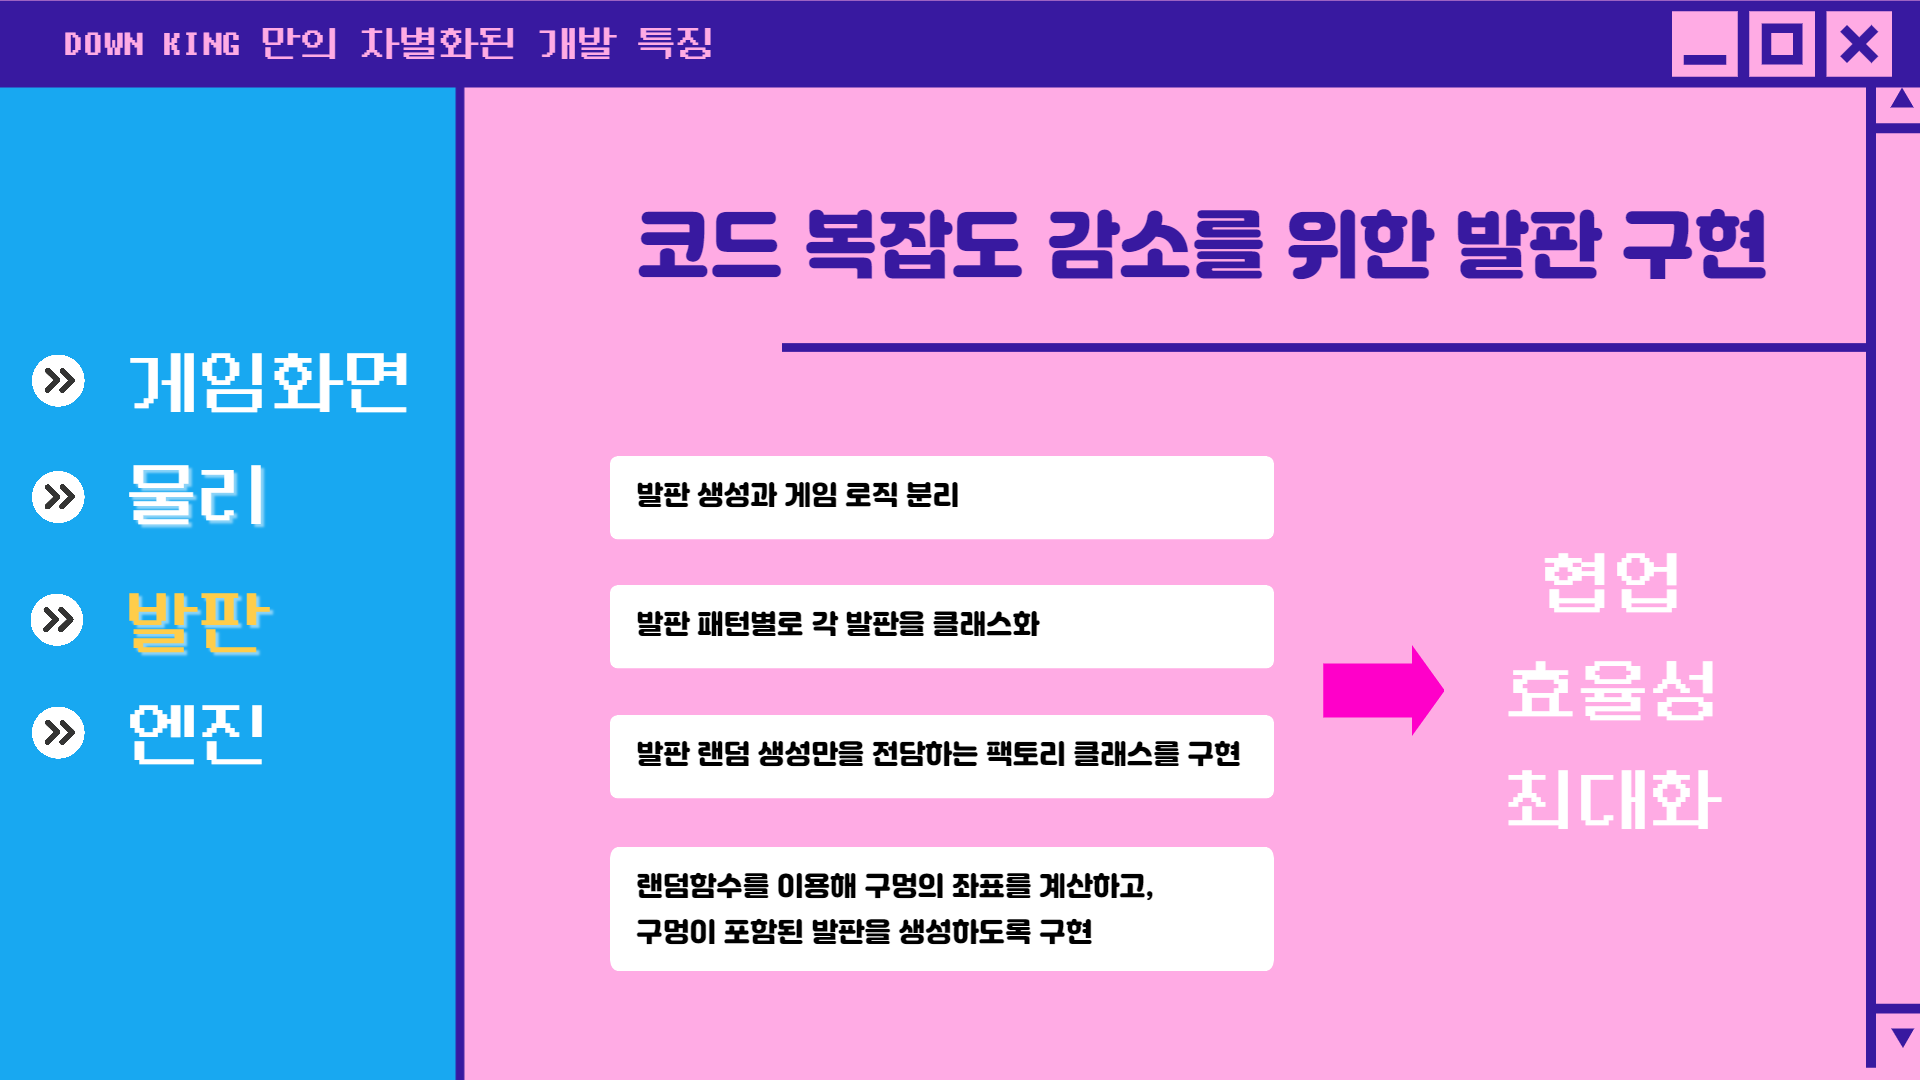 DOWN KING 만의 차별화된 개발 특징
게임화면
물리
발판
엔진
코드 복잡도 감소를 위한 발판 구현
발판 생성과 게임 로직 분리
발판 패턴별로 각 발판을 클래스화
발판 랜덤 생성만을 전담하는 팩토리 클래스를 구현
랜덤함수를 이용해 구멍의 좌표를 계산하고,
구멍이 포함된 발판을 생성하도록 구현
협업
효율성
최대화